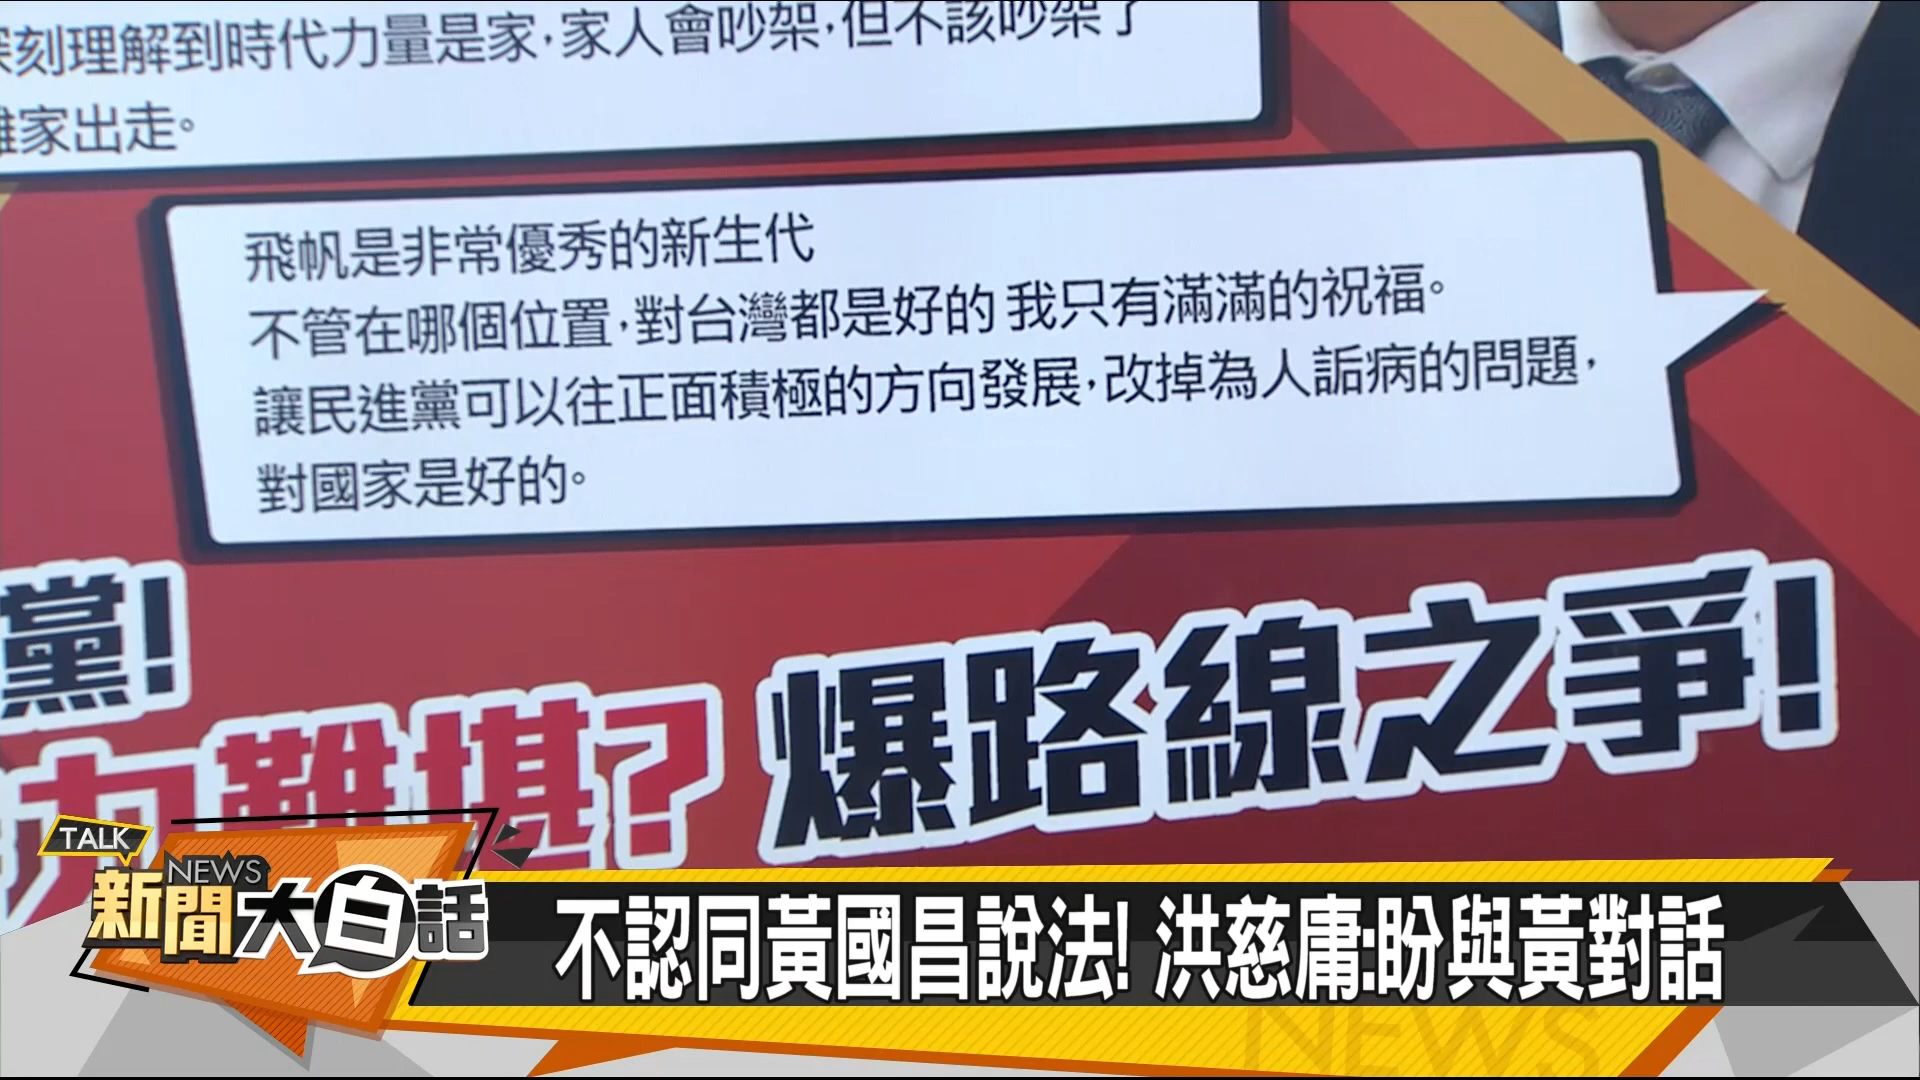 深刻理解到時代力量是家,家人會吵架,但不該吵架了
離家出走。
飛帆是非常優秀的新生代
不管在哪個位置,對台灣都是好的 我只有滿滿的祝福。
讓民進黨可以往正面積極的方向發展,改掉為人詬病的問題,
對國家是好的。
黨!
力難堪? 爆路線之爭!
TALK
NEWS
新聞大白話
不認同黃國昌說法! 洪慈庸:盼與黃對話
NEWS